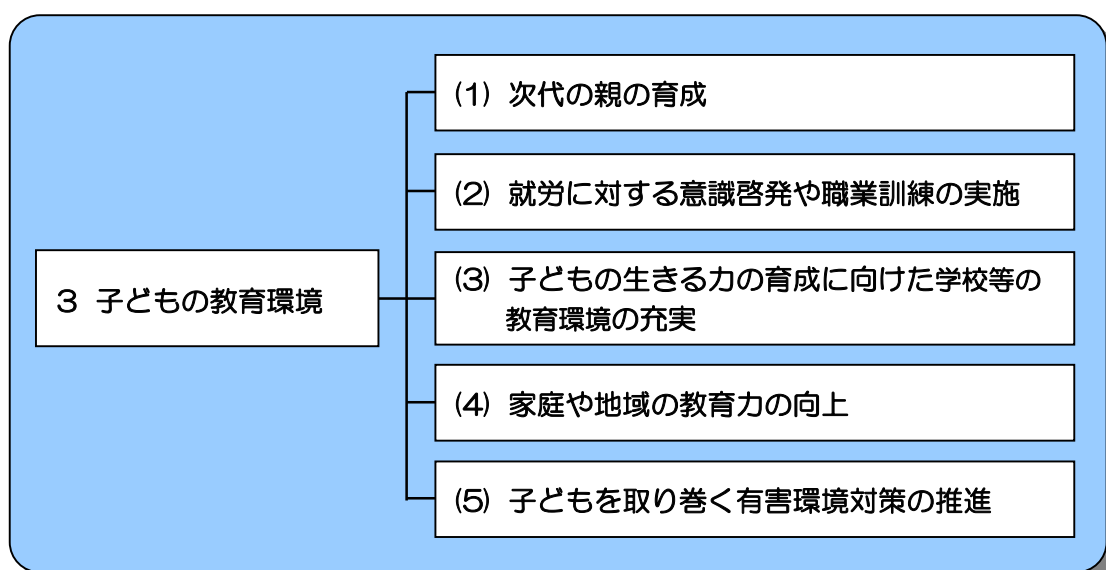 3 子どもの教育環境
(1) 次代の親の育成
(2) 就労に対する意識啓発や職業訓練の実施
(3) 子どもの生きる力の育成に向けた学校等の
教育環境の充実
(4) 家庭や地域の教育力の向上
(5) 子どもを取り巻く有害環境対策の推進